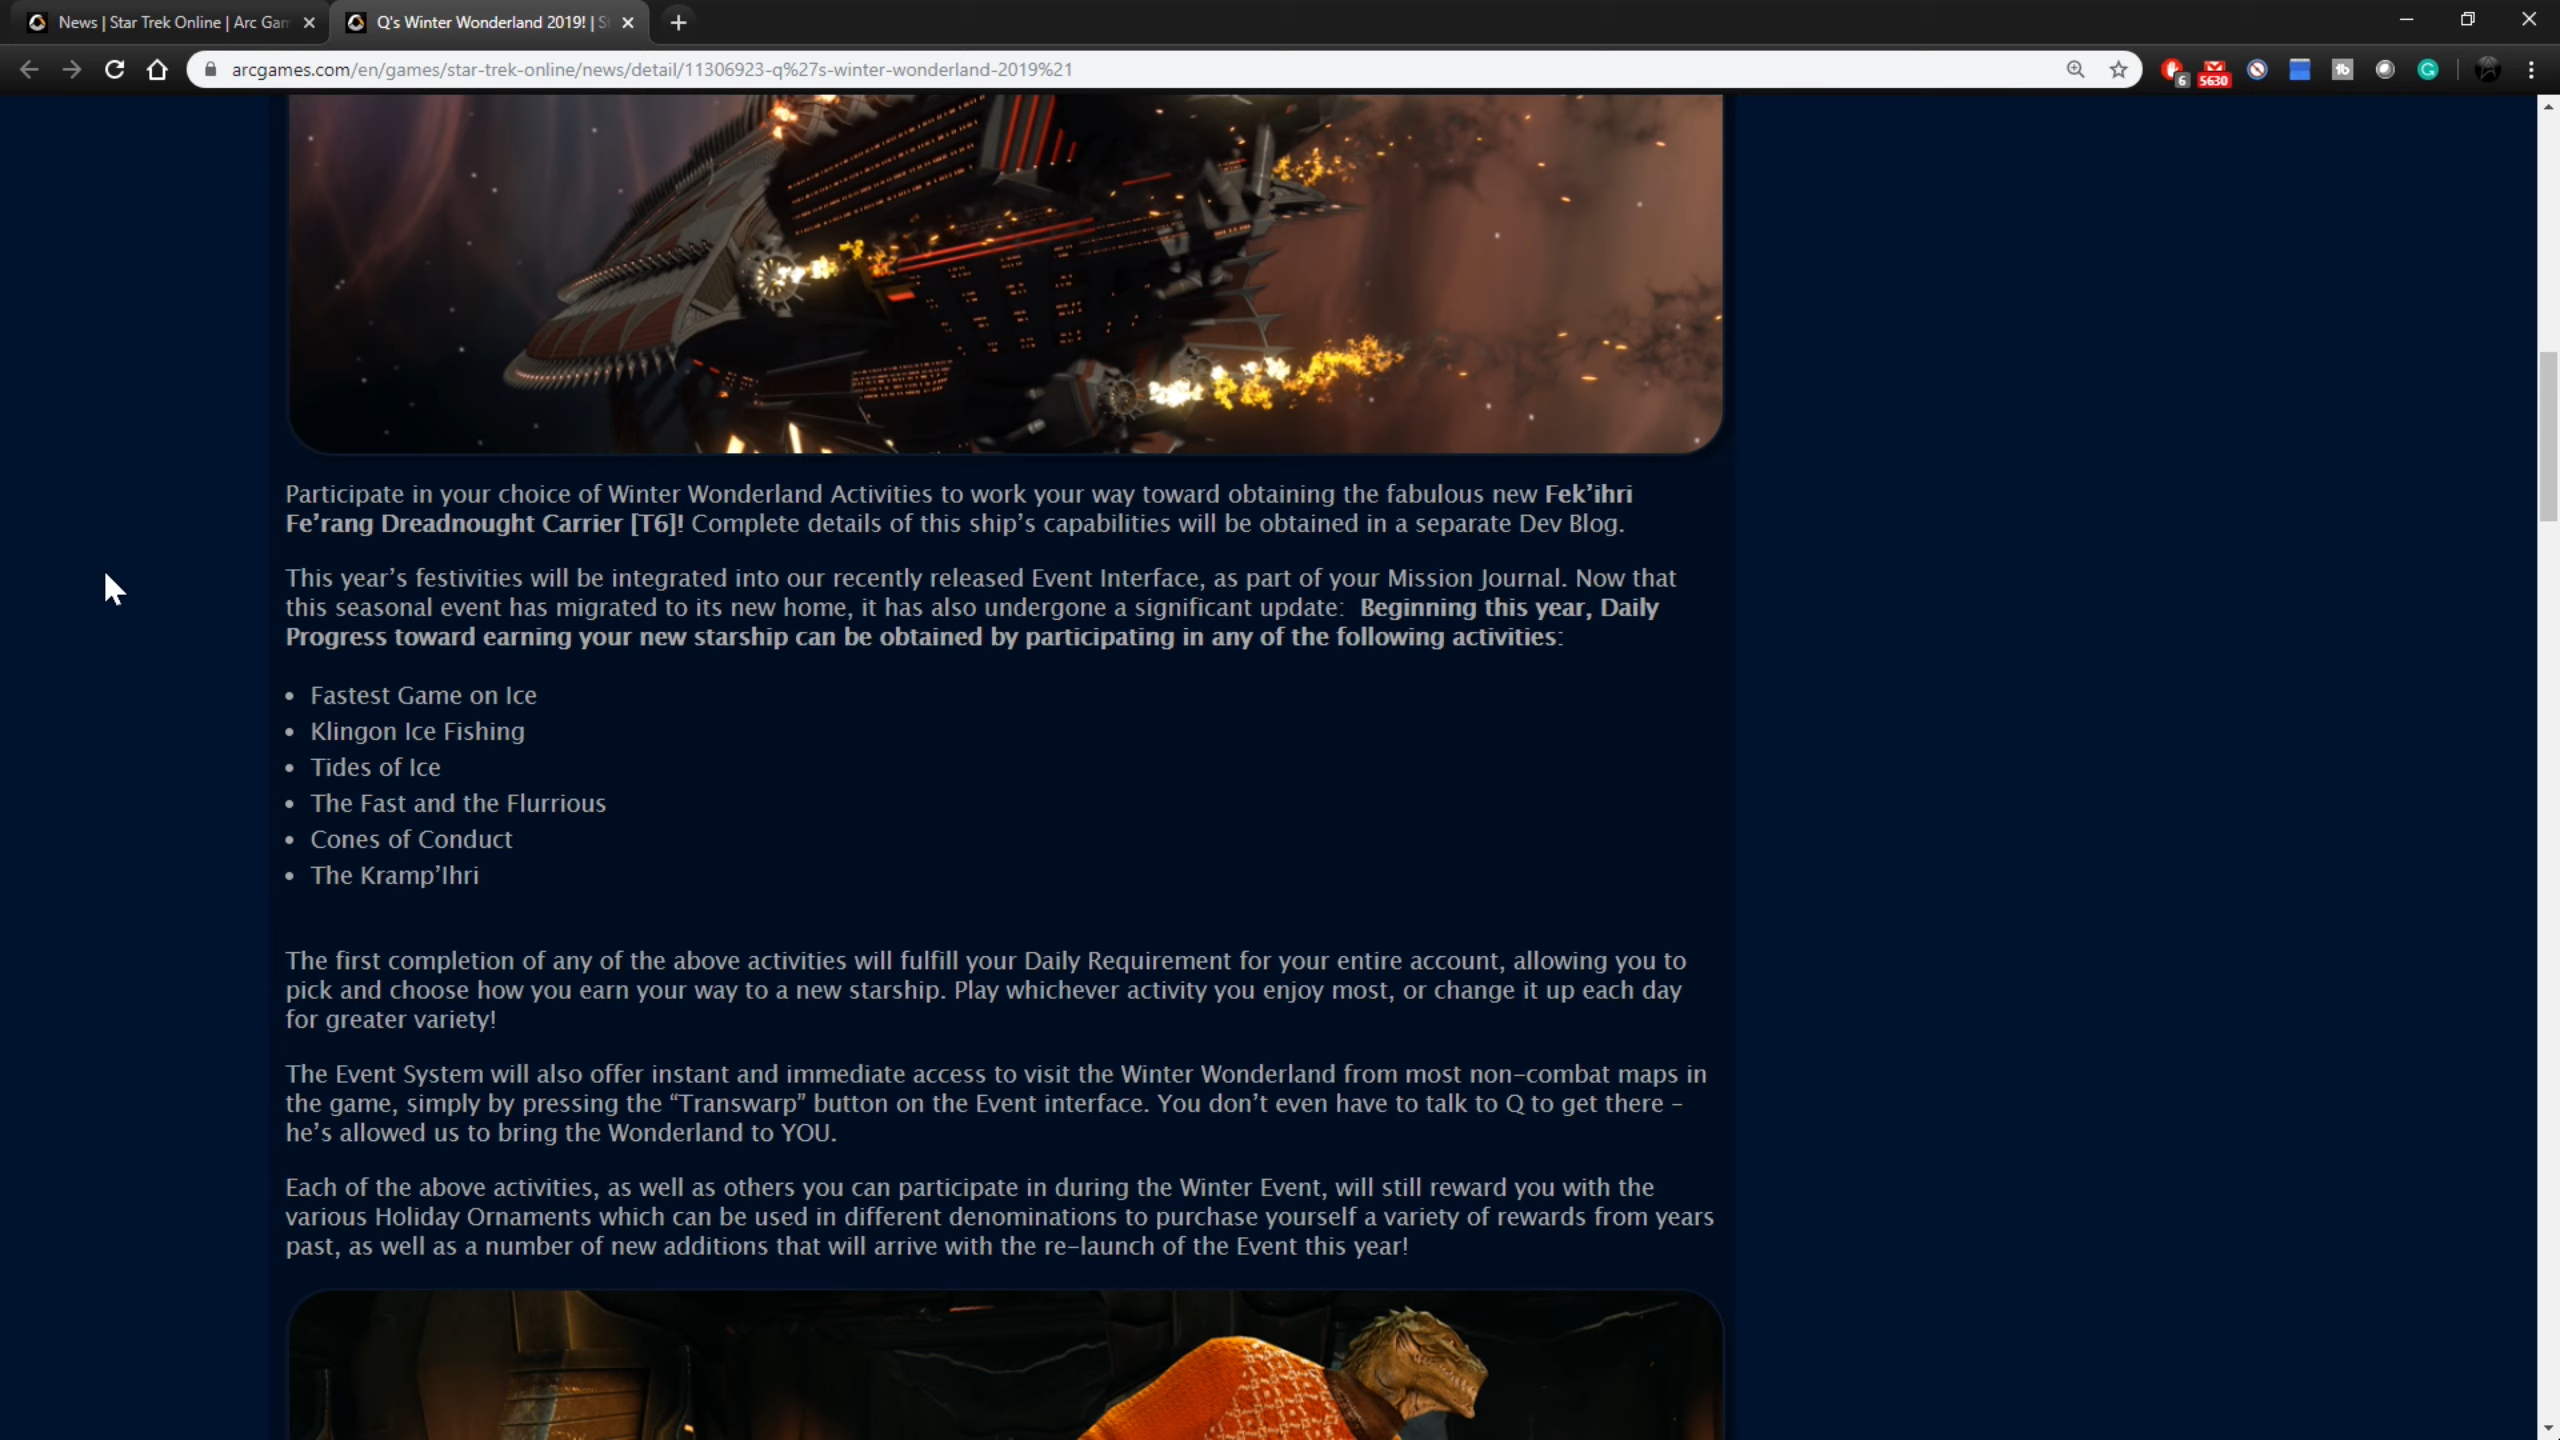 News | Star Trek Online | Arc Gam
Q's Winter Wonderland 2019! | S
arcgames.com/en/games/star-trek-online/news/detail/11306923-q%27s-winter-wonderland-2019%21
6
5630
Participate in your choice of Winter Wonderland Activities to work your way toward obtaining the fabulous new Fek’ihri
Fe’rang Dreadnought Carrier [T6]! Complete details of this ship’s capabilities will be obtained in a separate Dev Blog.
This year’s festivities will be integrated into our recently released Event Interface, as part of your Mission Journal. Now that
this seasonal event has migrated to its new home, it has also undergone a significant update: Beginning this year, Daily
Progress toward earning your new starship can be obtained by participating in any of the following activities:
• Fastest Game on Ice
• Klingon Ice Fishing
• Tides of Ice
• The Fast and the Flurrious
• Cones of Conduct
• The Kramp’Ihri
The first completion of any of the above activities will fulfill your Daily Requirement for your entire account, allowing you to
pick and choose how you earn your way to a new starship. Play whichever activity you enjoy most, or change it up each day
for greater variety!
The Event System will also offer instant and immediate access to visit the Winter Wonderland from most non-combat maps in
the game, simply by pressing the “Transwarp” button on the Event interface. You don’t even have to talk to Q to get there –
he’s allowed us to bring the Wonderland to YOU.
Each of the above activities, as well as others you can participate in during the Winter Event, will still reward you with the
various Holiday Ornaments which can be used in different denominations to purchase yourself a variety of rewards from years
past, as well as a number of new additions that will arrive with the re-launch of the Event this year!